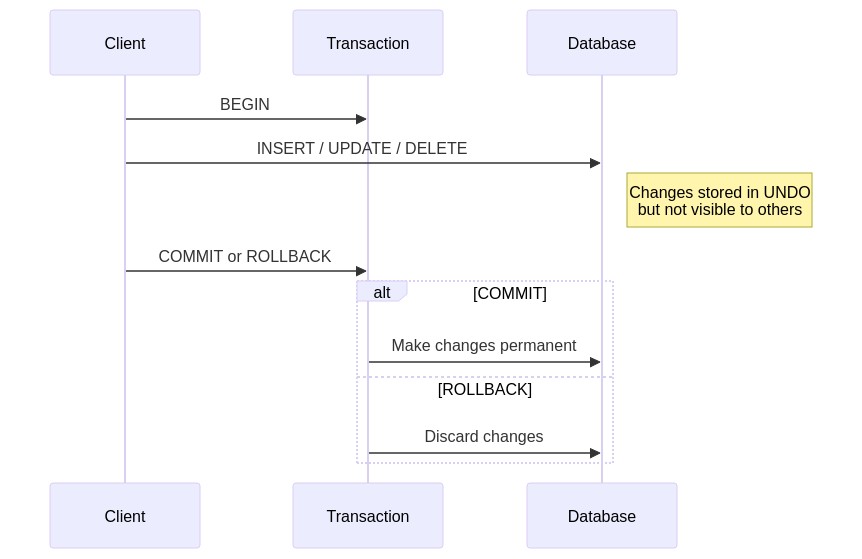 Client
Transaction
Database
BEGIN
INSERT / UPDATE / DELETE
Changes stored in UNDO
but not visible to others
COMMIT or ROLLBACK
alt
[COMMIT]
Make changes permanent
[ROLLBACK]
Discard changes
Client
Transaction
Database